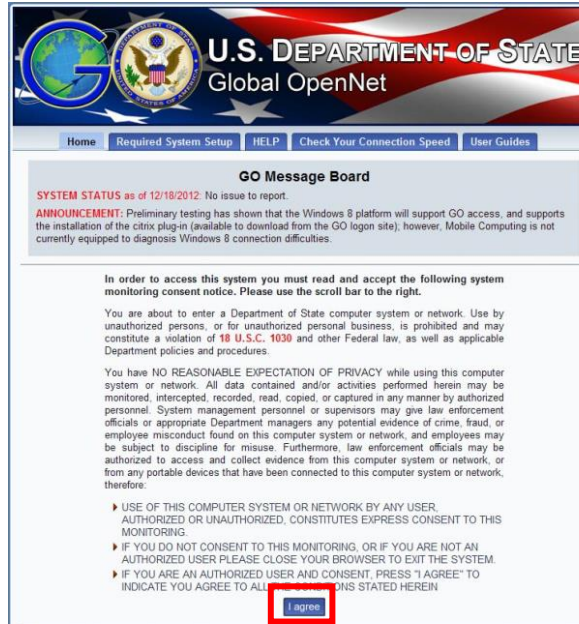 U.S. DEPARTMENT OF STATE
Global OpenNet
Home Required System Setup HELP Check Your Connection Speed User Guides
GO Message Board
SYSTEM STATUS as of 12/18/2012: No issue to report.
ANNOUNCEMENT: Preliminary testing has shown that the Windows 8 platform will support GO access, and supports
the installation of the citrix plug-in (available to download from the GO logon site); however, Mobile Computing is not
currently equipped to diagnosis Windows 8 connection difficulties.
In order to access this system you must read and accept the following system
monitoring consent notice. Please use the scroll bar to the right.
You are about to enter a Department of State computer system or network. Use by
unauthorized persons, or for unauthorized personal business, is prohibited and may
constitute a violation of 18 U.S.C. 1030 and other Federal law, as well as applicable
Department policies and procedures.
You have NO REASONABLE EXPECTATION OF PRIVACY while using this computer
system or network. All data contained and/or activities performed herein may be
monitored, intercepted, recorded, read, copied, or captured in any manner by authorized
personnel. System management personnel or supervisors may give law enforcement
officials or appropriate Department managers any potential evidence of crime, fraud, or
employee misconduct found on this computer system or network, and employees may
be subject to discipline for misuse. Furthermore, law enforcement officials may be
authorized to access and collect evidence from this computer system or network, or
from any portable devices that have been connected to this computer system or network,
therefore:
USE OF THIS COMPUTER SYSTEM OR NETWORK BY ANY USER,
AUTHORIZED OR UNAUTHORIZED, CONSTITUTES EXPRESS CONSENT TO THIS
MONITORING.
IF YOU DO NOT CONSENT TO THIS MONITORING, OR IF YOU ARE NOT AN
AUTHORIZED USER PLEASE CLOSE YOUR BROWSER TO EXIT THE SYSTEM.
IF YOU ARE AN AUTHORIZED USER AND CONSENT, PRESS "I AGREE" TO
INDICATE YOU AGREE TO ALL THE CONDITIONS STATED HEREIN
I agree